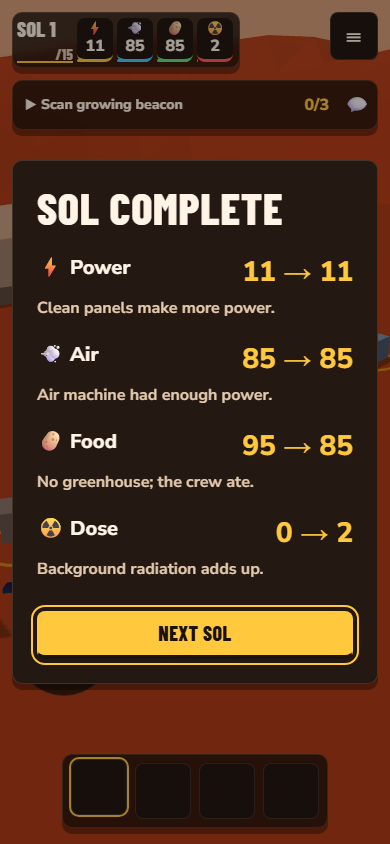 SOL 1
/15
11
85
85
2
▶ Scan growing beacon
0/3
SOL COMPLETE
Power
11 → 11
Clean panels make more power.
Air
85 → 85
Air machine had enough power.
Food
95 → 85
No greenhouse; the crew ate.
Dose
0 → 2
Background radiation adds up.
NEXT SOL